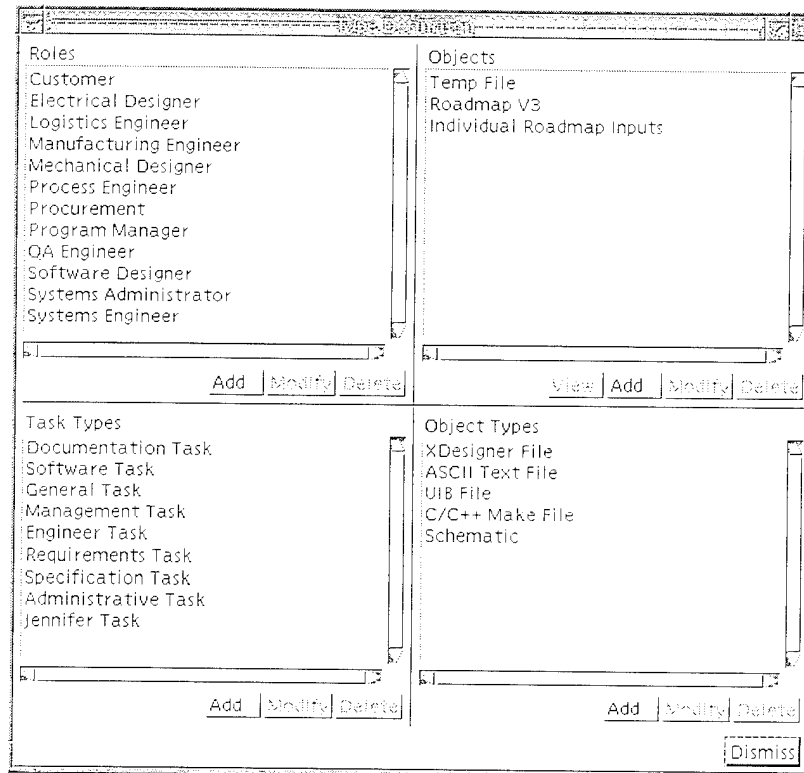 Roles
Customer
Electrical Designer
Logistics Engineer
Manufacturing Engineer
Mechanical Designer
Process Engineer
Procurement
Program Manager
QA Engineer
Software Designer
Systems Administrator
Systems Engineer
Add Modify Delete
Objects
Temp File
Roadmap V3
Individual Roadmap Inputs
View Add Modify Delete
Task Types
Documentation Task
Software Task
General Task
Management Task
Engineer Task
Requirements Task
Specification Task
Administrative Task
Jennifer Task
Add Modify Delete
Object Types
XDesigner File
ASCII Text File
UIB File
C/C++ Make File
Schematic
Add Modify Delete
Dismiss